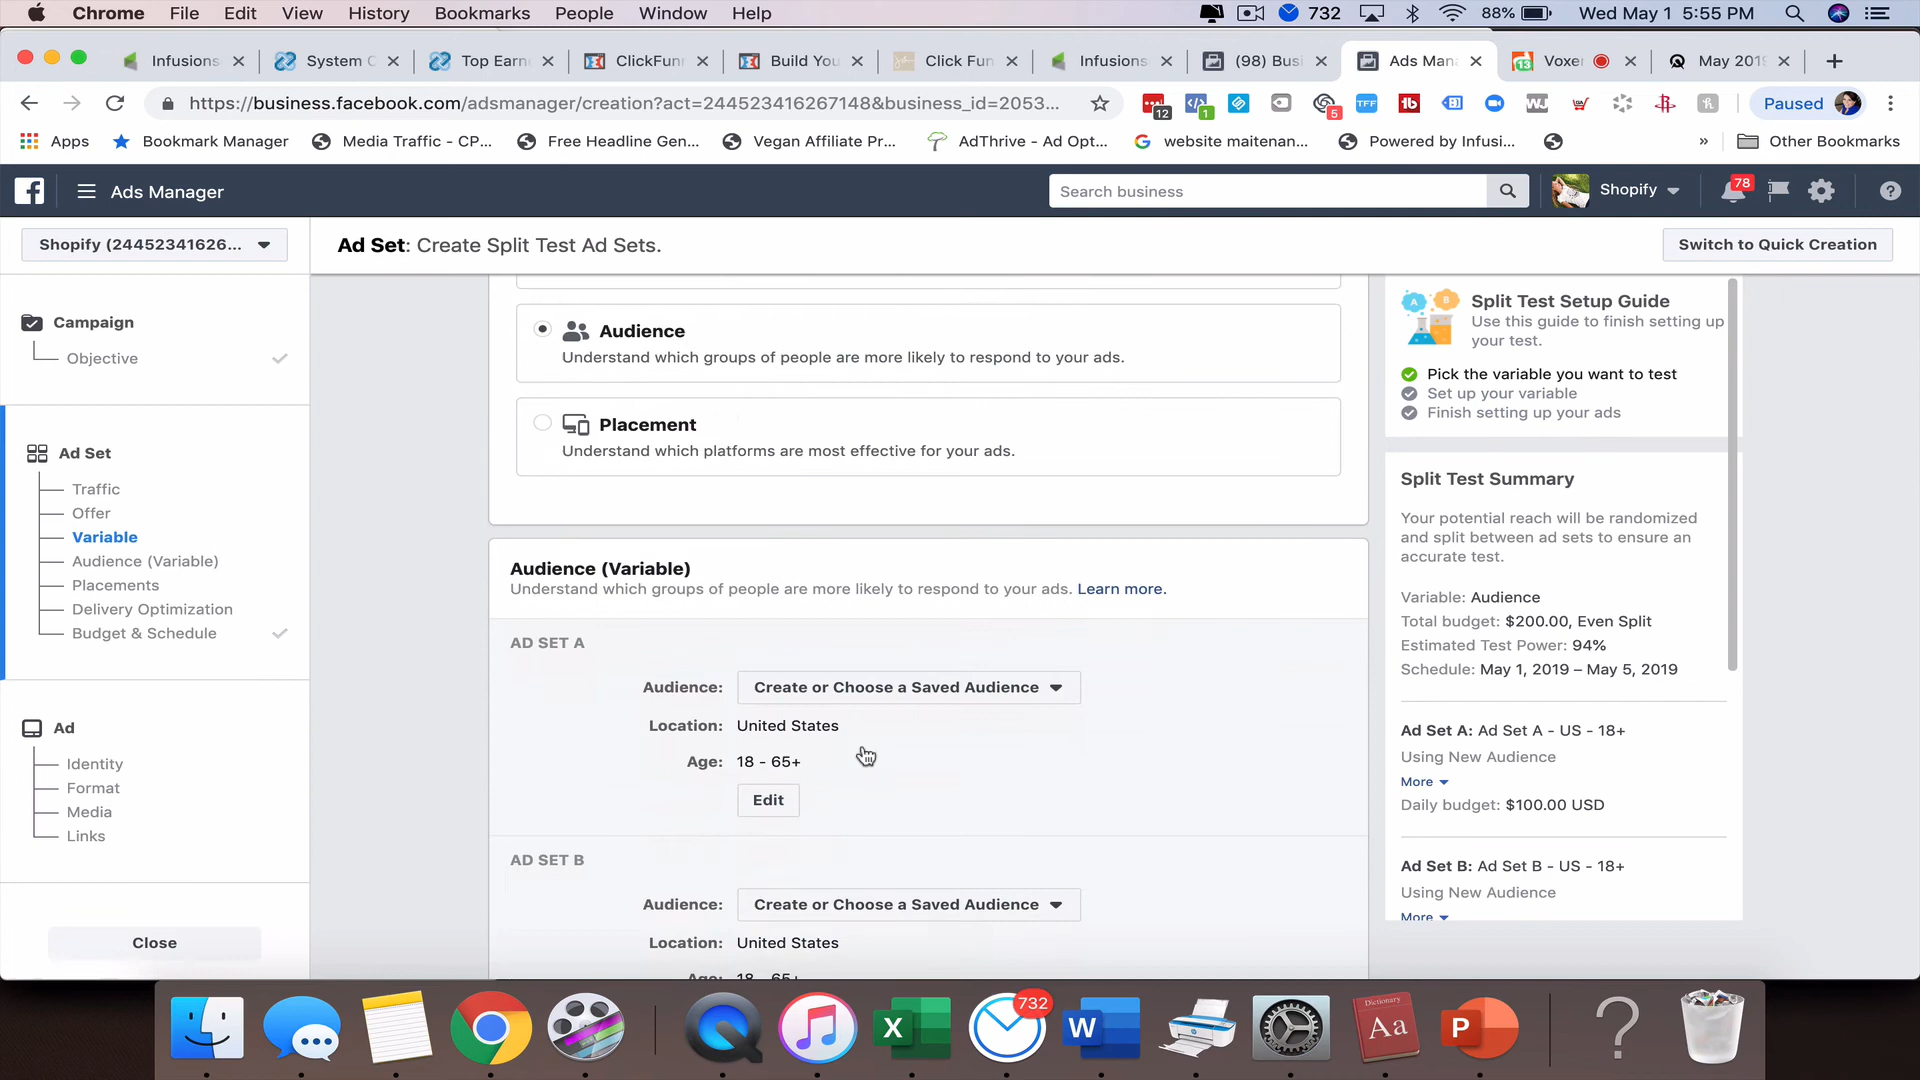 Chrome File Edit View History Bookmarks People Window Help 732 88% Wed May 1 5:55 PM
Infusions System C Top Earn ClickFun Build You Click Fun Infusions (98) Busi Ads Man 13 Voxer May 201
https://business.facebook.com/adsmanager/creation?act=244523416267148&business_id=2053... 12 1 5 TFF Paused
Apps Bookmark Manager Media Traffic - CP... Free Headline Gen... Vegan Affiliate Pr... AdThrive - Ad Opt... website maitenan... Powered by Infusi... » Other Bookmarks
Ads Manager Search business Shopify 78
Shopify (24452341626... Ad Set: Create Split Test Ad Sets. Switch to Quick Creation
Campaign
Objective
Ad Set
Traffic
Offer
Variable
Audience (Variable)
Placements
Delivery Optimization
Budget & Schedule
Ad
Identity
Format
Media
Links
Close
Audience
Understand which groups of people are more likely to respond to your ads.
Placement
Understand which platforms are most effective for your ads.
Audience (Variable)
Understand which groups of people are more likely to respond to your ads. Learn more.
AD SET A
Audience: Create or Choose a Saved Audience
Location: United States
Age: 18 - 65+
Edit
AD SET B
Audience: Create or Choose a Saved Audience
Location: United States
Age: 18 - 65+
A B Split Test Setup Guide
Use this guide to finish setting up
your test.
Pick the variable you want to test
Set up your variable
Finish setting up your ads
Split Test Summary
Your potential reach will be randomized
and split between ad sets to ensure an
accurate test.
Variable: Audience
Total budget: $200.00, Even Split
Estimated Test Power: 94%
Schedule: May 1, 2019 – May 5, 2019
Ad Set A: Ad Set A - US - 18+
Using New Audience
More
Daily budget: $100.00 USD
Ad Set B: Ad Set B - US - 18+
Using New Audience
More
X 732 W Dictionary Aa P ?